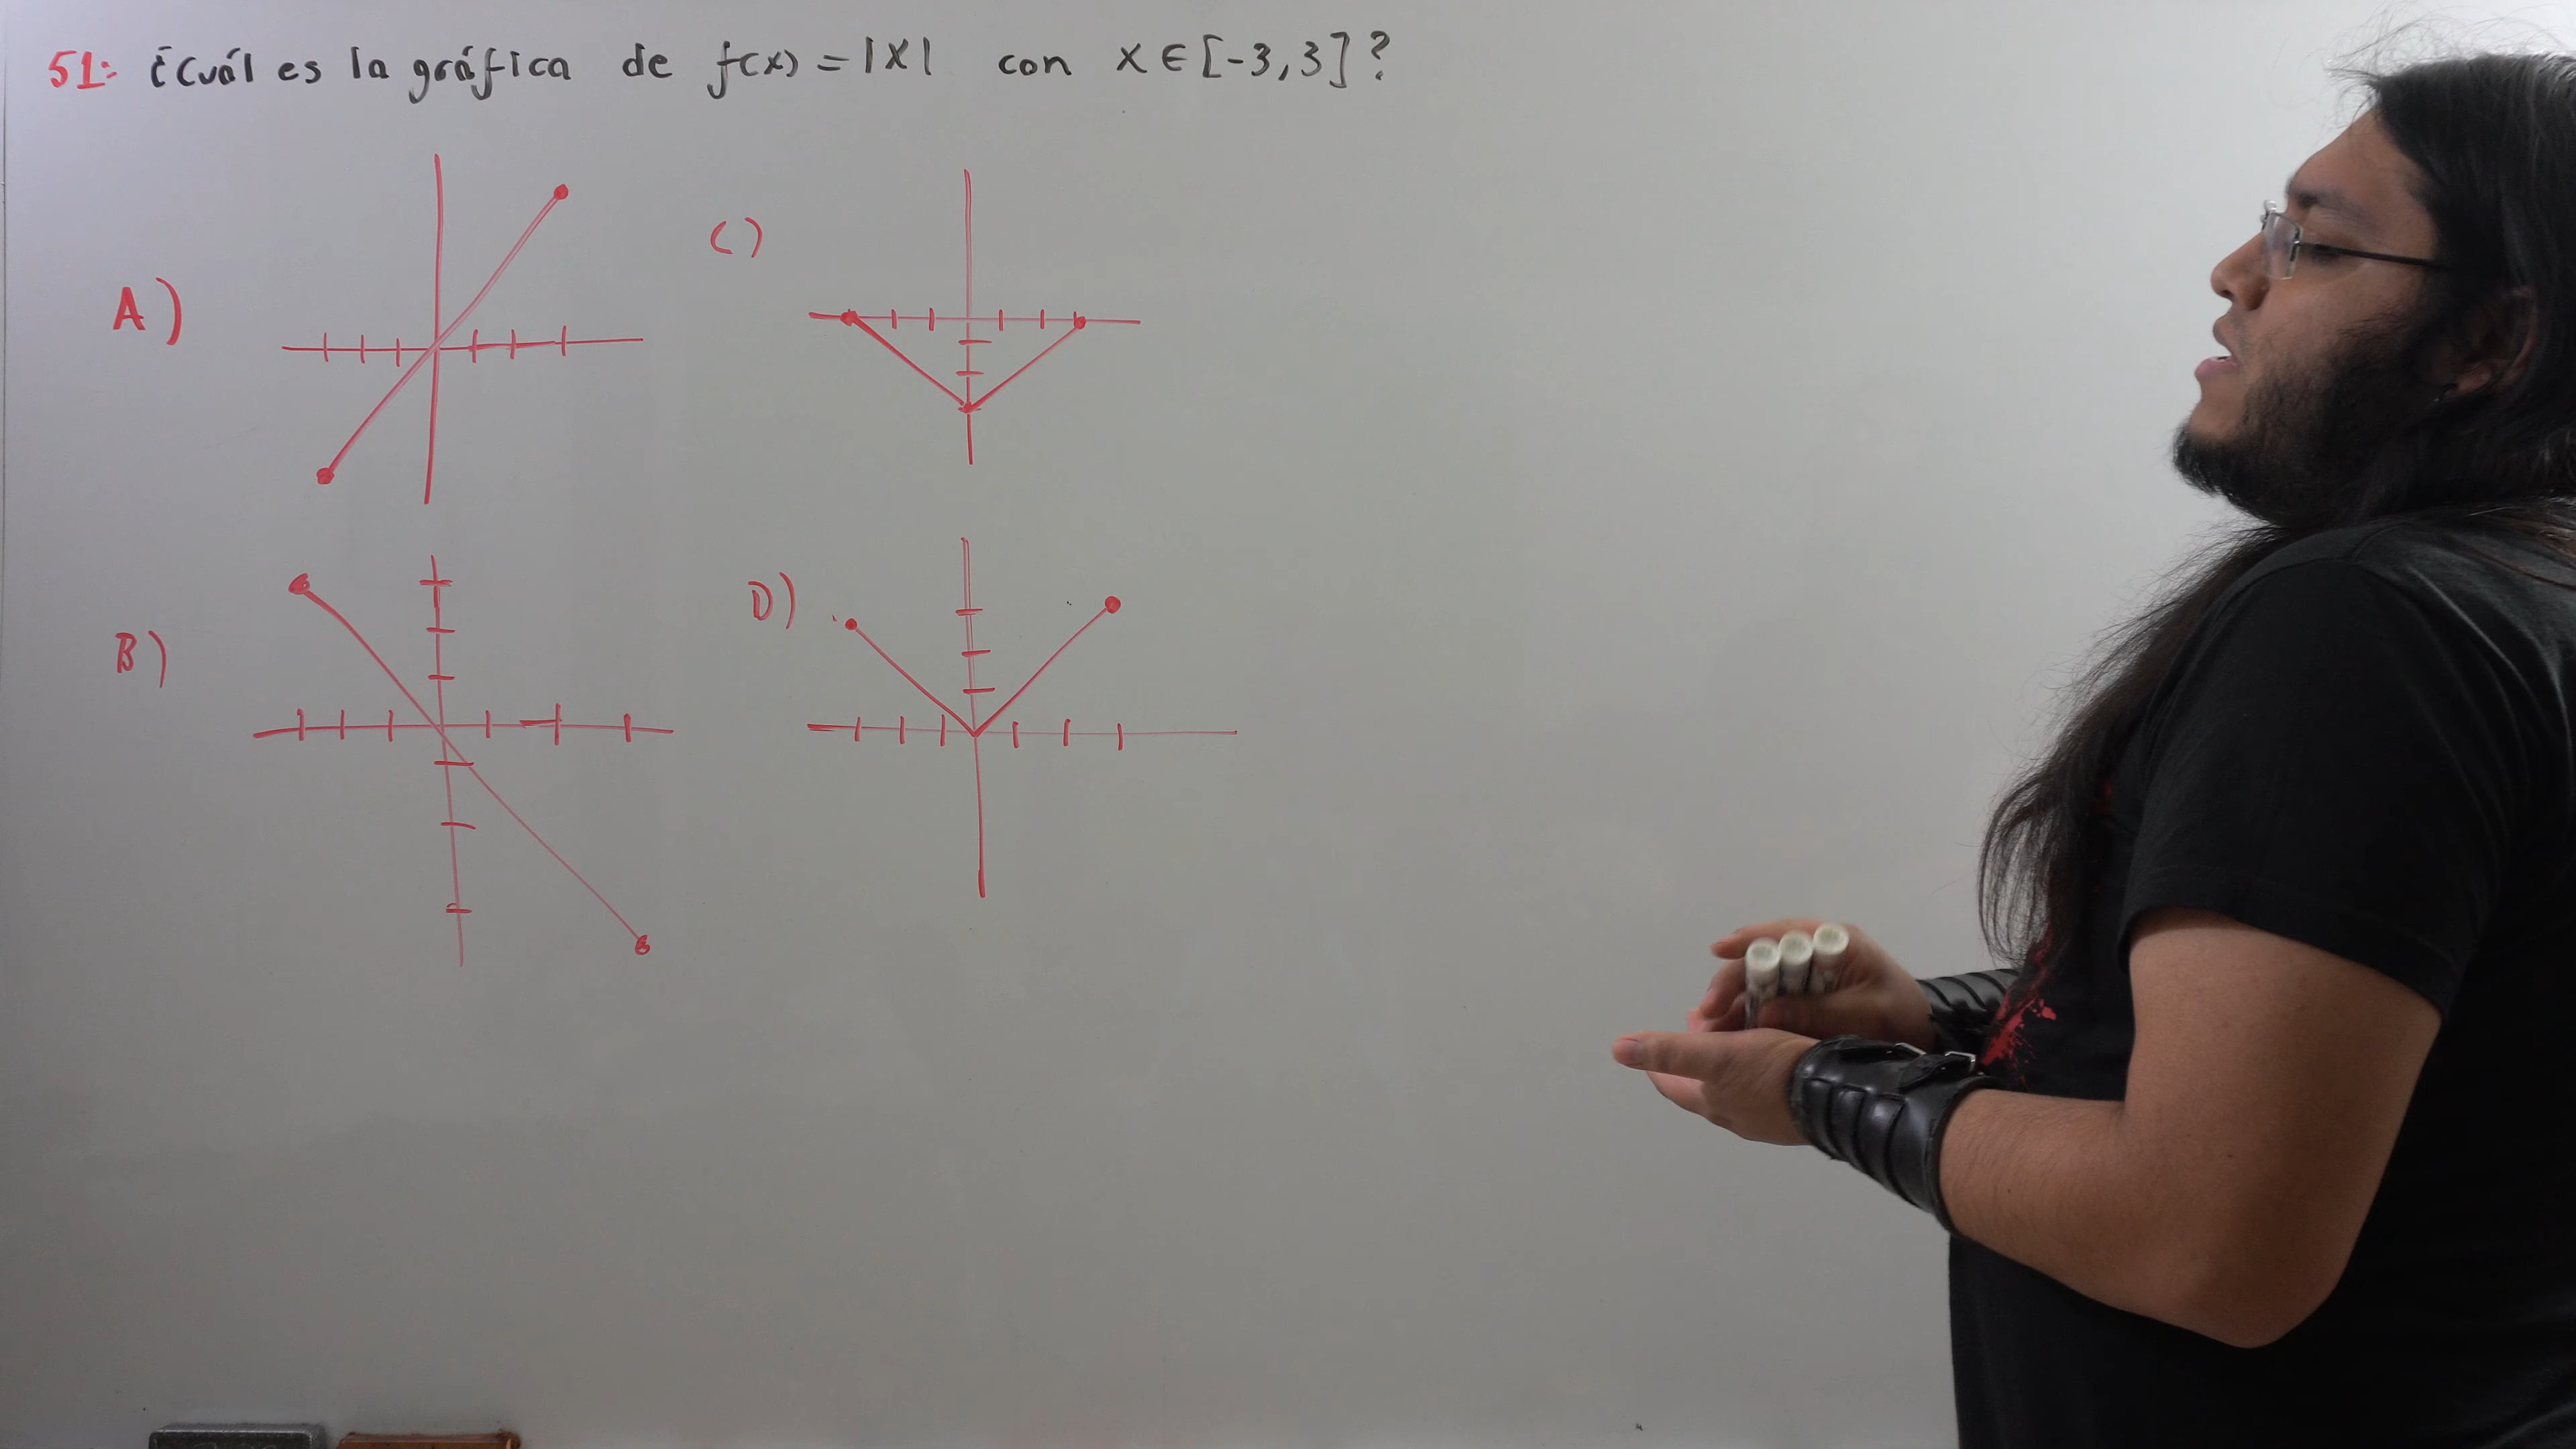 51: ¿Cuál es la gráfica de f(x) = |X| con X ∈ [-3,3]?
A)
C)
B)
D)